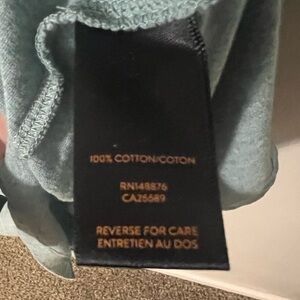 100% COTTON/COTON
RN148876
CA25589
REVERSE FOR CARE
ENTRETIEN AU DOS